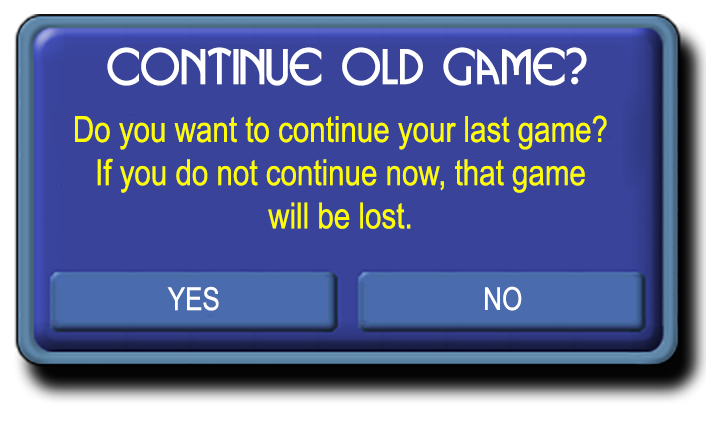 CONTINUE OLD GAME?
Do you want to continue your last game?
If you do not continue now, that game
will be lost.
YES NO